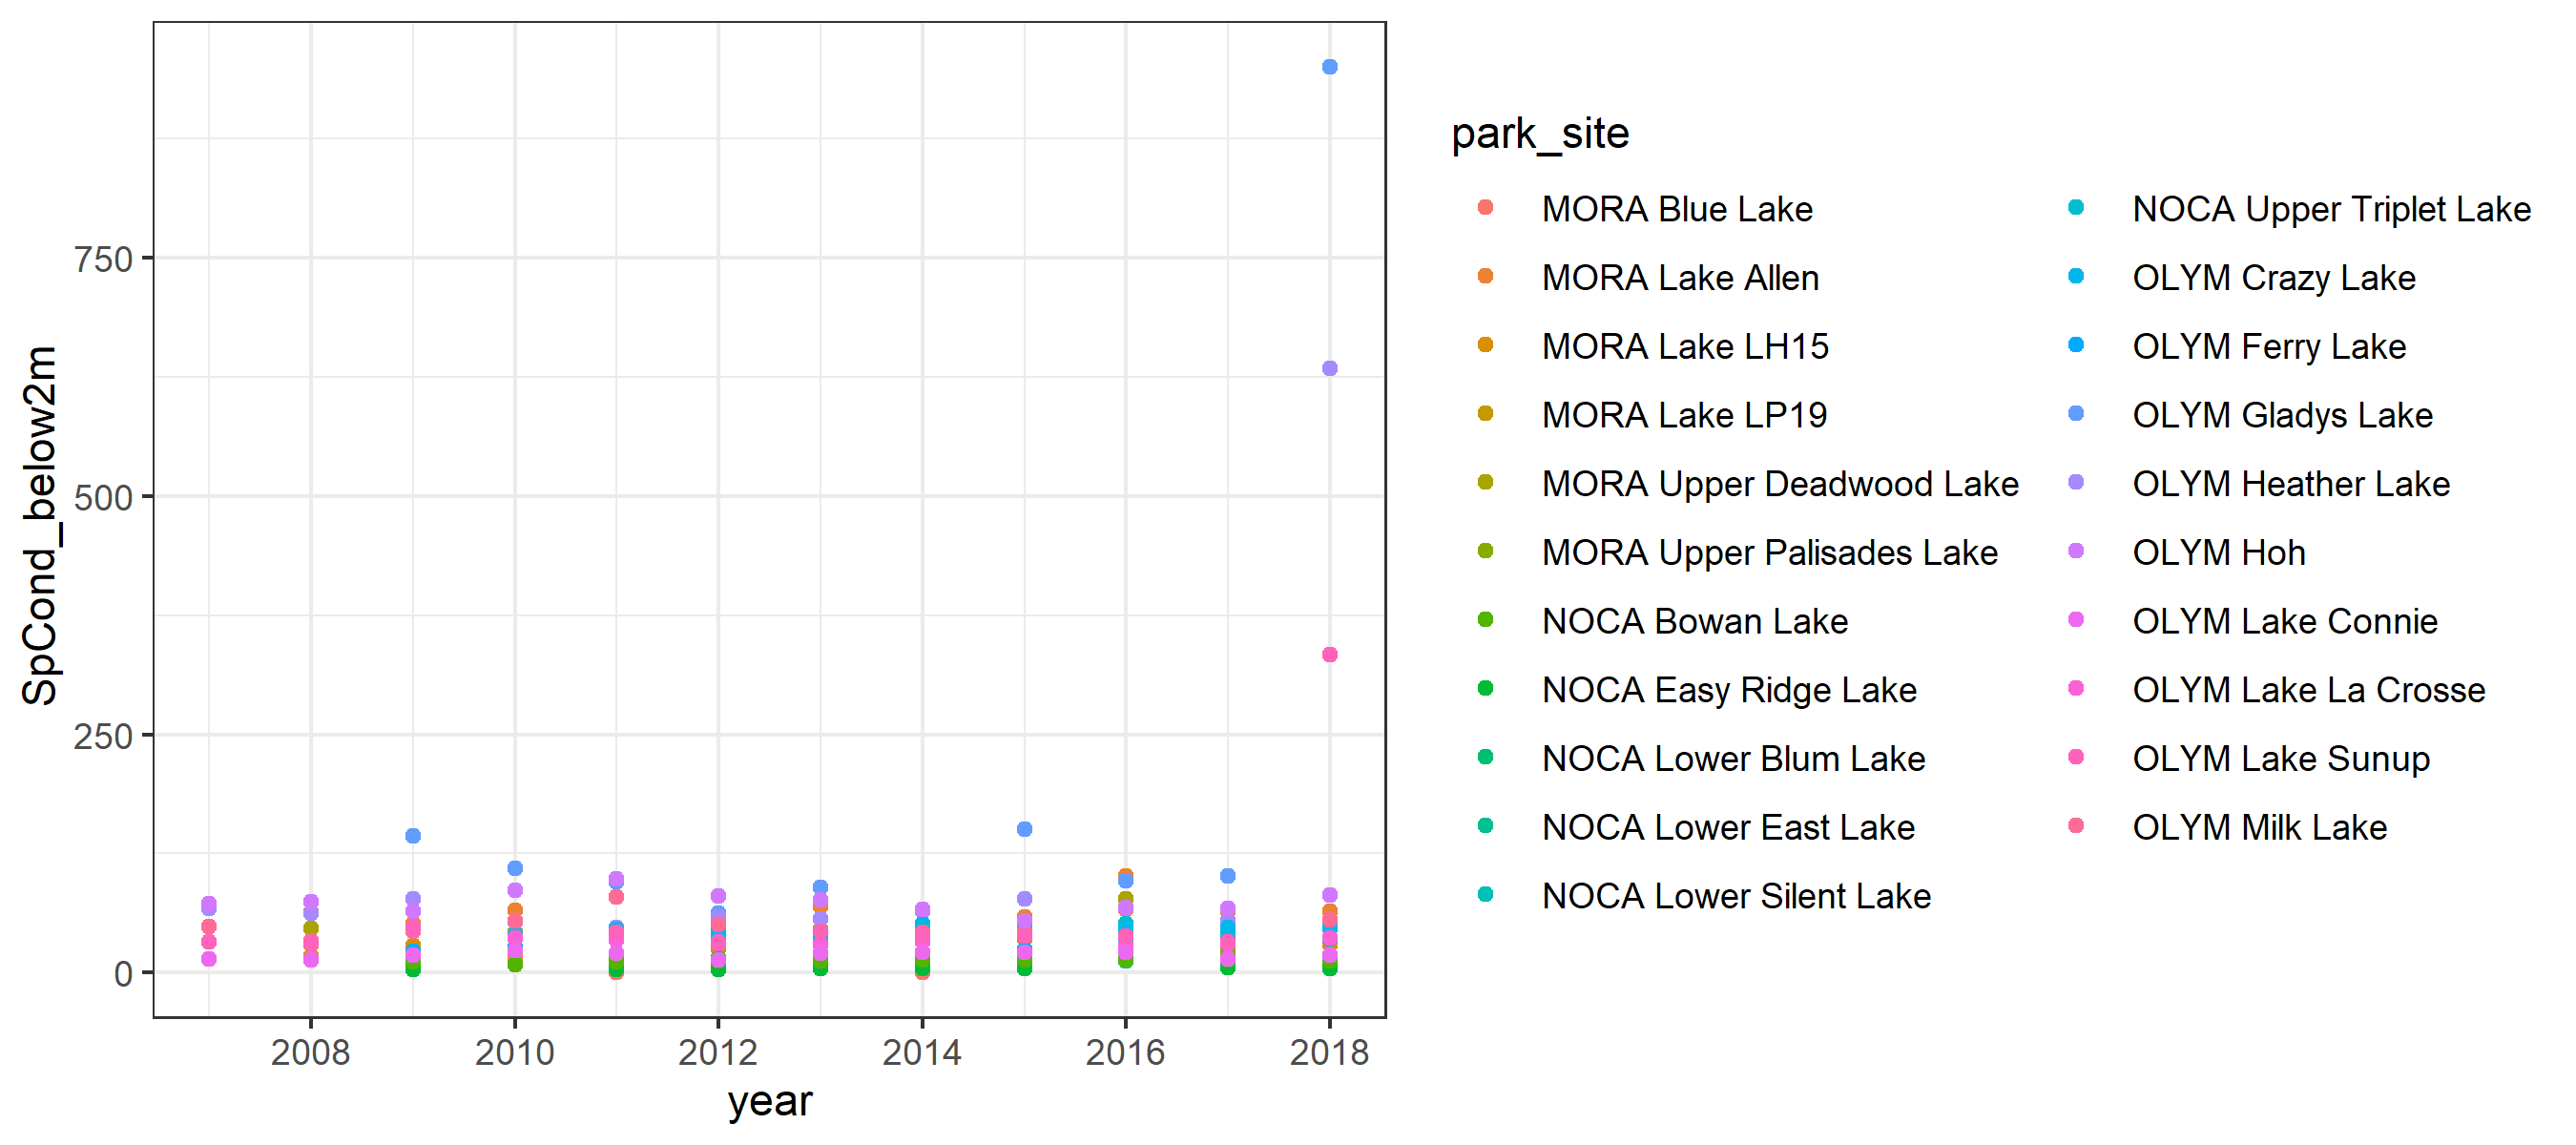 SpCond_below2m
750
500
250
0
2008 2010 2012 2014 2016 2018
year
park_site
MORA Blue Lake
MORA Lake Allen
MORA Lake LH15
MORA Lake LP19
MORA Upper Deadwood Lake
MORA Upper Palisades Lake
NOCA Bowan Lake
NOCA Easy Ridge Lake
NOCA Lower Blum Lake
NOCA Lower East Lake
NOCA Lower Silent Lake
NOCA Upper Triplet Lake
OLYM Crazy Lake
OLYM Ferry Lake
OLYM Gladys Lake
OLYM Heather Lake
OLYM Hoh
OLYM Lake Connie
OLYM Lake La Crosse
OLYM Lake Sunup
OLYM Milk Lake